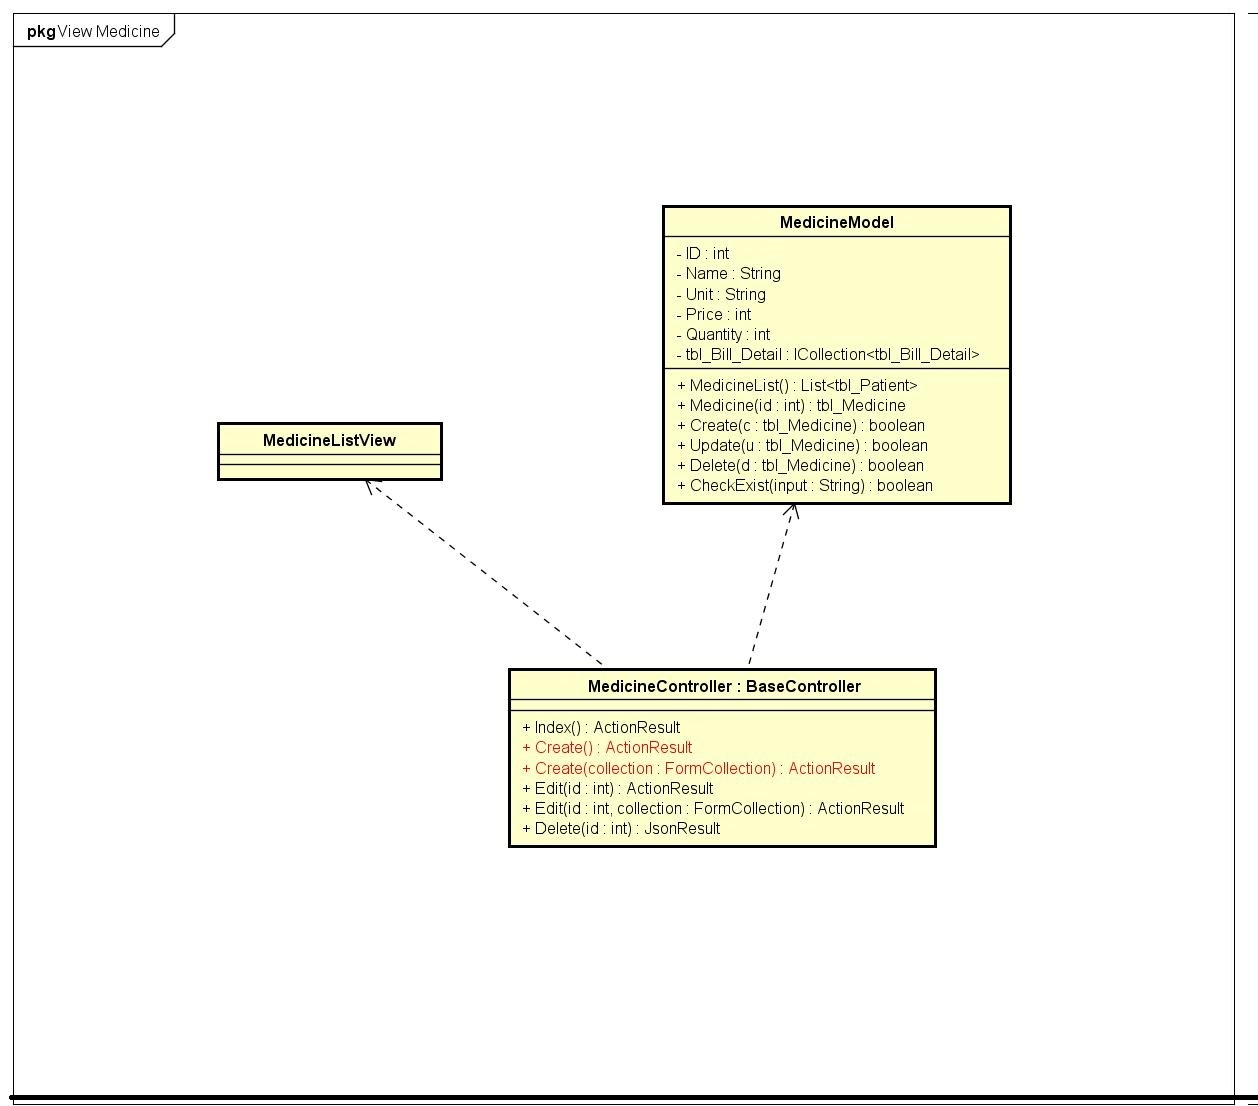 pkg View Medicine
MedicineModel
- ID : int
- Name : String
- Unit : String
- Price : int
- Quantity : int
- tbl_Bill_Detail : ICollection<tbl_Bill_Detail>
+ MedicineList() : List<tbl_Patient>
+ Medicine(id : int) : tbl_Medicine
+ Create(c : tbl_Medicine) : boolean
+ Update(u : tbl_Medicine) : boolean
+ Delete(d : tbl_Medicine) : boolean
+ CheckExist(input : String) : boolean
MedicineListView
MedicineController : BaseController
+ Index() : ActionResult
+ Create() : ActionResult
+ Create(collection : FormCollection) : ActionResult
+ Edit(id : int) : ActionResult
+ Edit(id : int, collection : FormCollection) : ActionResult
+ Delete(id : int) : JsonResult